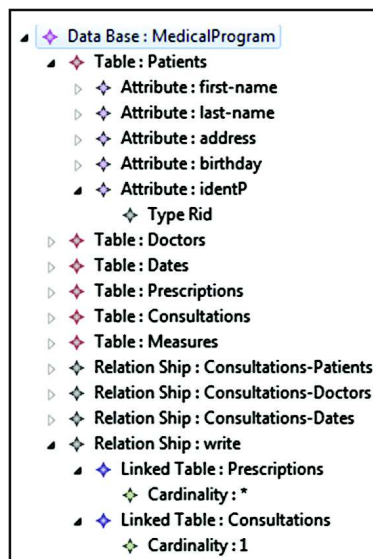 Data Base : MedicalProgram
Table : Patients
Attribute : first-name
Attribute : last-name
Attribute : address
Attribute : birthday
Attribute : identP
Type Rid
Table : Doctors
Table : Dates
Table : Prescriptions
Table : Consultations
Table : Measures
Relation Ship : Consultations-Patients
Relation Ship : Consultations-Doctors
Relation Ship : Consultations-Dates
Relation Ship : write
Linked Table : Prescriptions
Cardinality : *
Linked Table : Consultations
Cardinality : 1